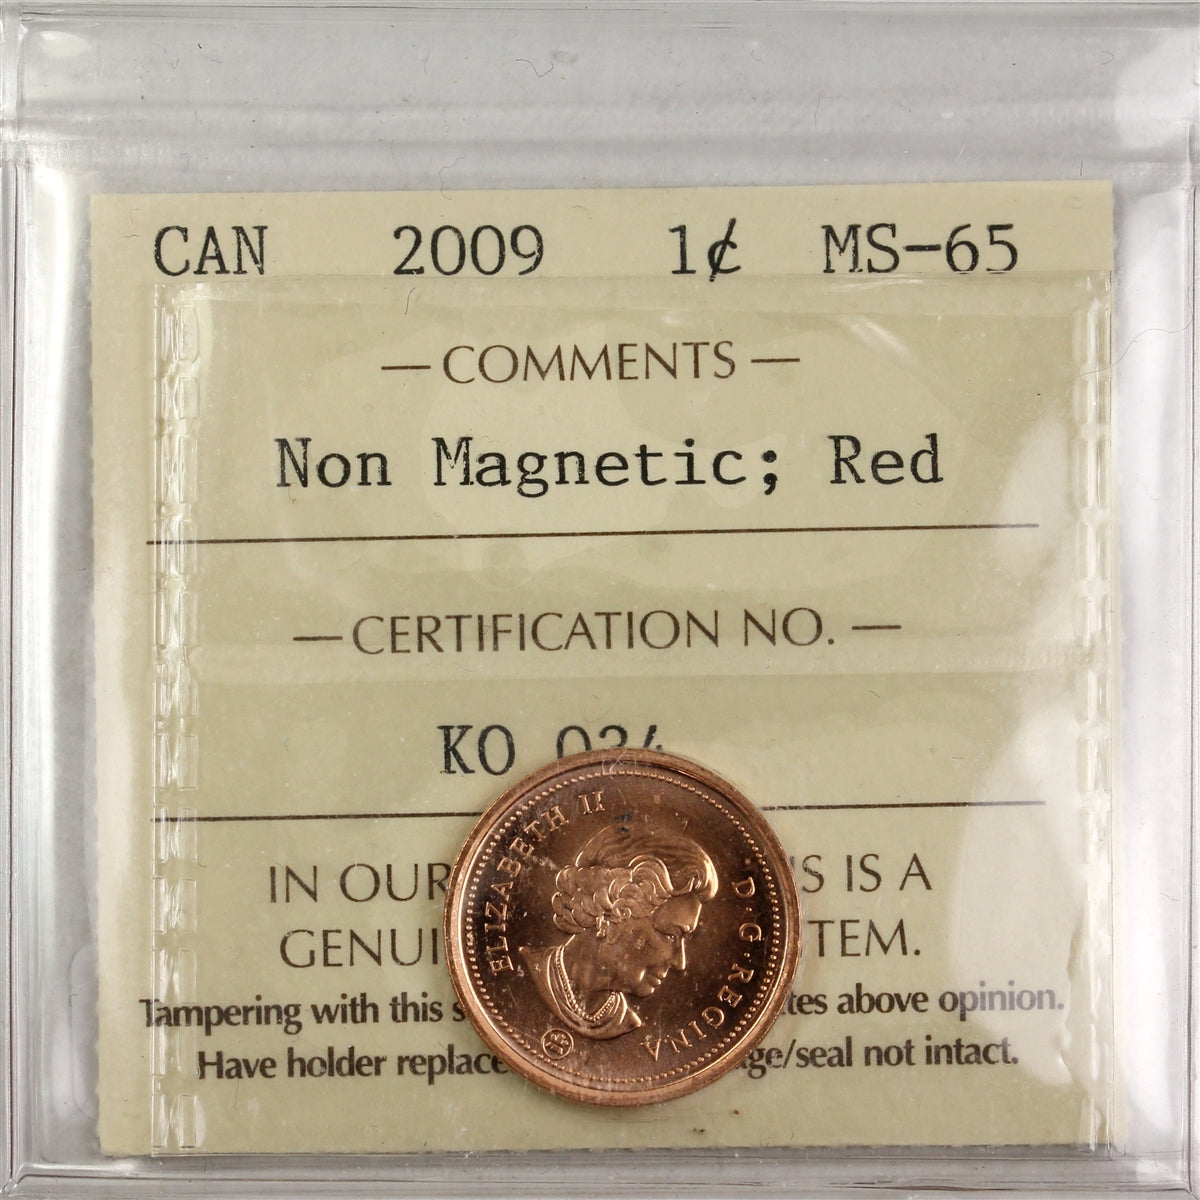 CAN 2009 1¢ MS-65
— COMMENTS —
Non Magnetic; Red
— CERTIFICATION NO. —
KO 034
IN OUR S IS A
GENUI TEM.
Tampering with this s tes above opinion.
Have holder replace ge/seal not intact.
ELIZABETH II D·G·REGINA